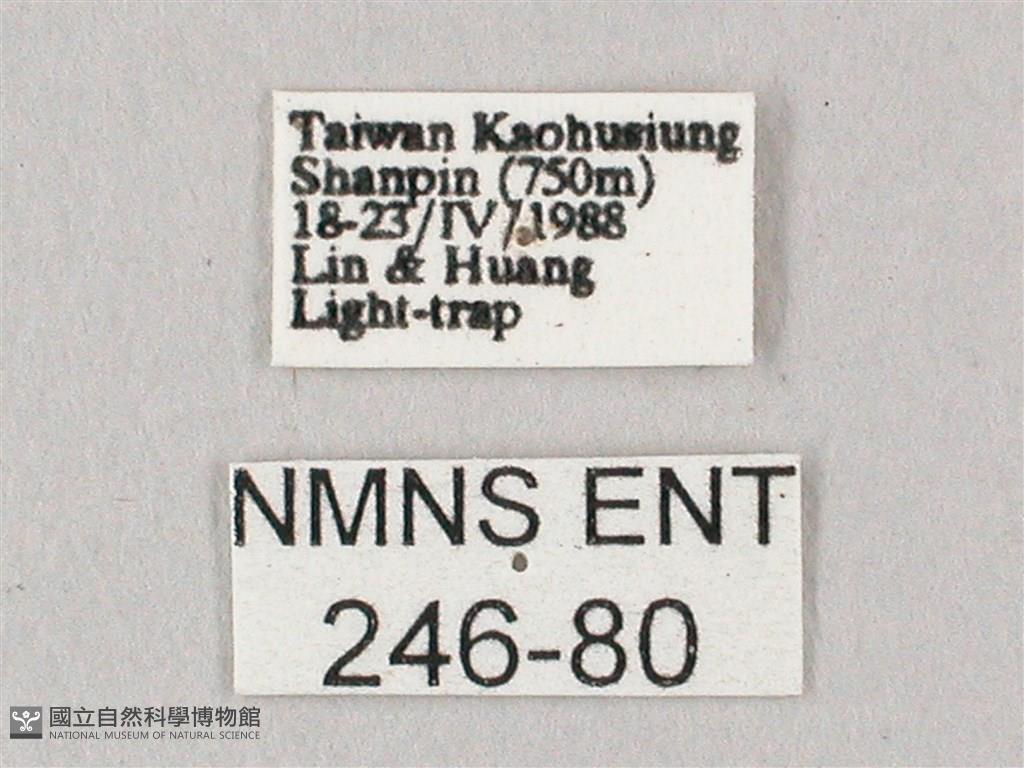 Taiwan Kaohusiung
Shanpin (750m)
18-23/IV/1988
Lin & Huang
Light-trap
NMNS ENT
246-80
國立自然科學博物館
NATIONAL MUSEUM OF NATURAL SCIENCE